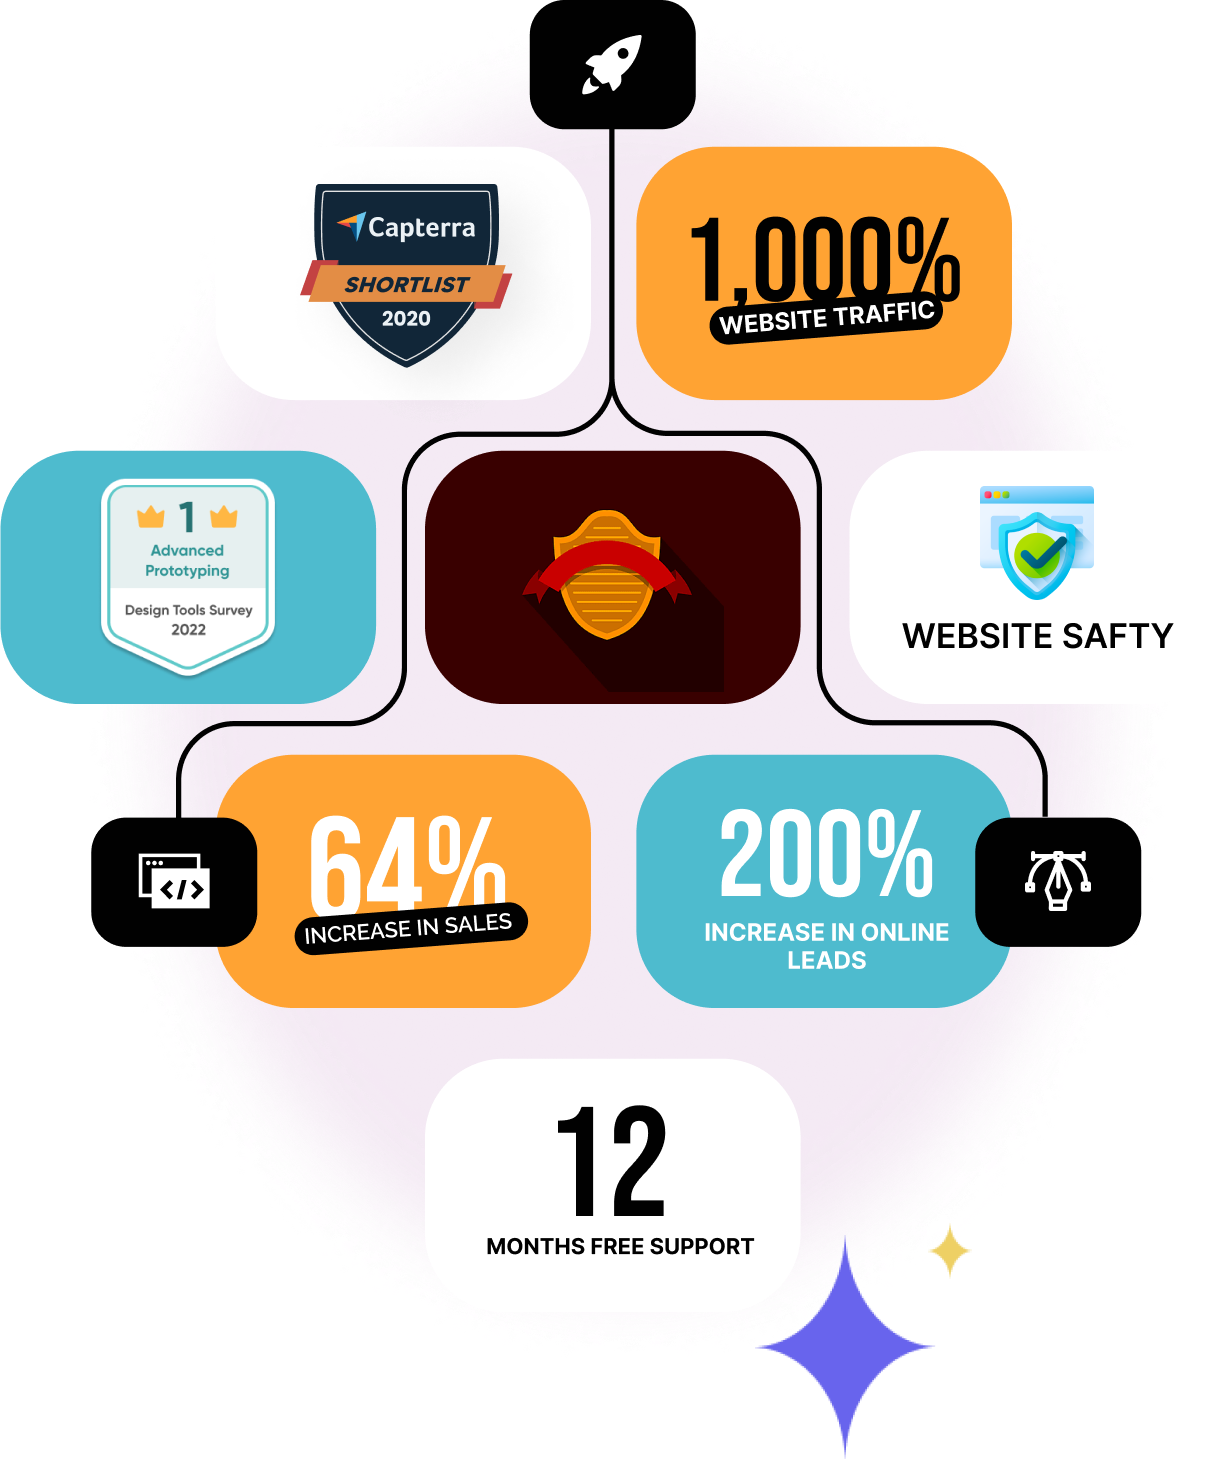 Capterra
SHORTLIST
2020
1,000%
WEBSITE TRAFFIC
1
Advanced
Prototyping
Design Tools Survey
2022
WEBSITE SAFTY
64%
INCREASE IN SALES
200%
INCREASE IN ONLINE
LEADS
</>
12
MONTHS FREE SUPPORT